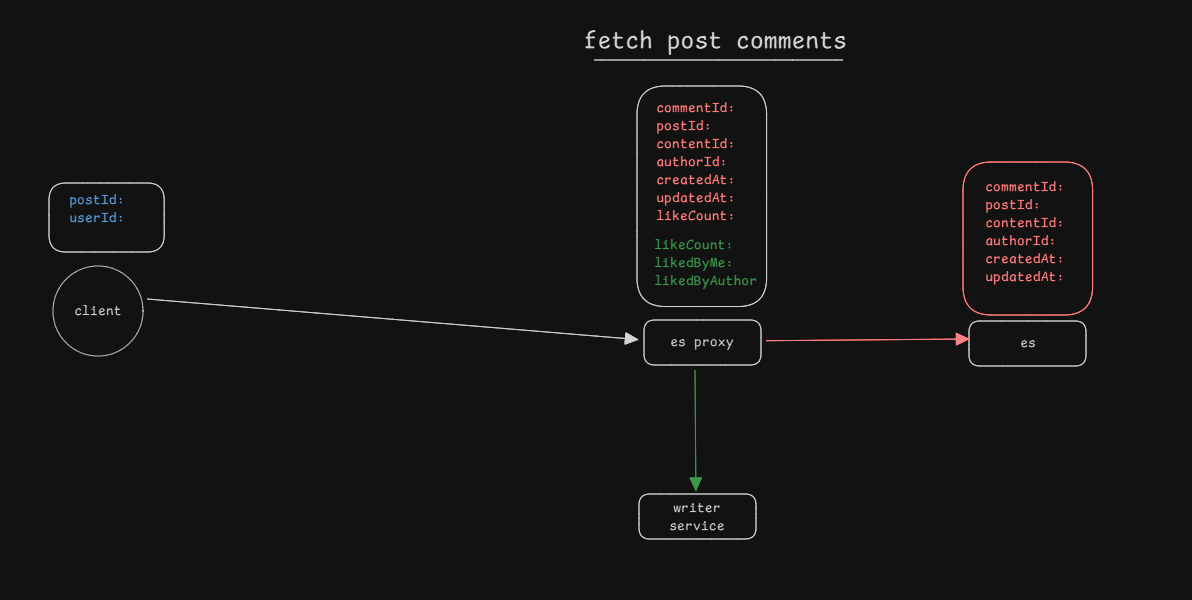 fetch post comments
postId:
userId:
client
commentId:
postId:
contentId:
authorId:
createdAt:
updatedAt:
likeCount:
likeCount:
likedByMe:
likedByAuthor
es proxy
commentId:
postId:
contentId:
authorId:
createdAt:
updatedAt:
es
writer
service